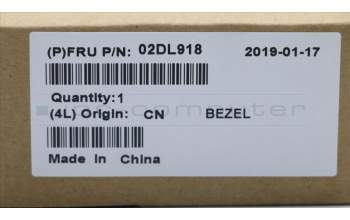 (P)FRU P/N: 02DL918 2019-01-17
Quantity:1
(4L) Origin: CN BEZEL
Made in China